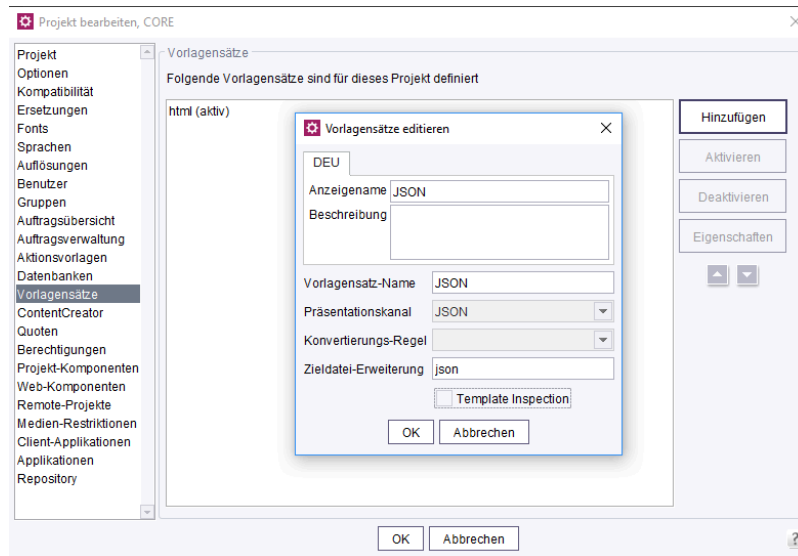 Projekt bearbeiten, CORE
Projekt
Optionen
Kompatibilität
Ersetzungen
Fonts
Sprachen
Auflösungen
Benutzer
Gruppen
Auftragsübersicht
Auftragsverwaltung
Aktionsvorlagen
Datenbanken
Vorlagensätze
ContentCreator
Quoten
Berechtigungen
Projekt-Komponenten
Web-Komponenten
Remote-Projekte
Medien-Restriktionen
Client-Applikationen
Applikationen
Repository
Vorlagensätze
Folgende Vorlagensätze sind für dieses Projekt definiert
html (aktiv)
Vorlagensätze editieren
DEU
Anzeigename JSON
Beschreibung
Vorlagensatz-Name JSON
Präsentationskanal JSON
Konvertierungs-Regel
Zieldatei-Erweiterung json
Template Inspection
OK Abbrechen
Hinzufügen
Aktivieren
Deaktivieren
Eigenschaften
OK Abbrechen
?